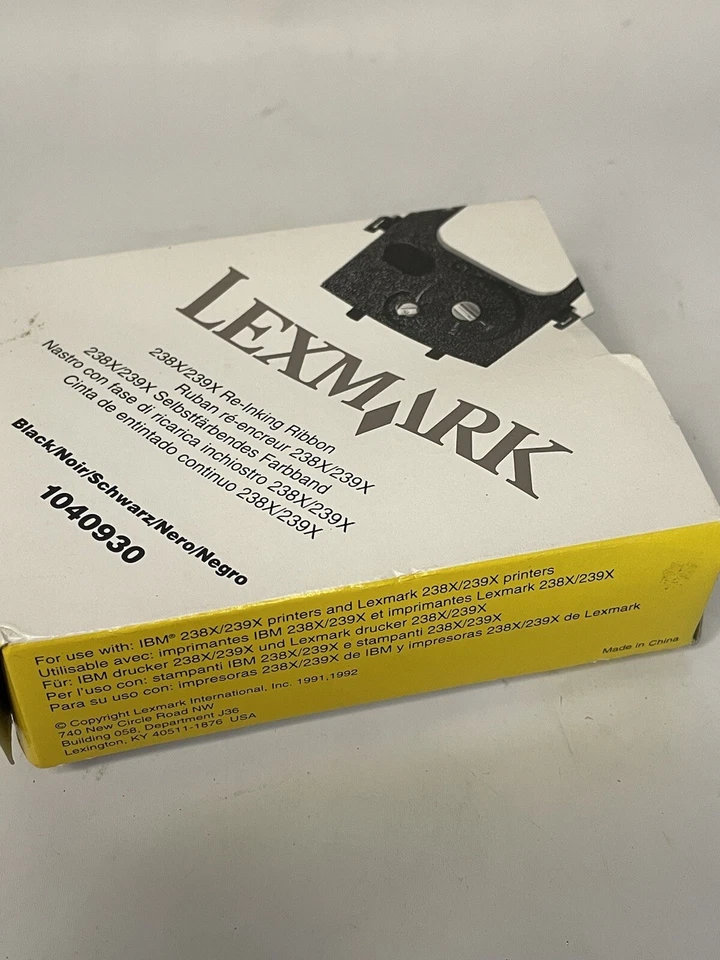 LEXMARK
238X/239X Re-Inking Ribbon
Ruban ré-encreur 238X/239X
238X/239X Selbstfärbendes Farbband
Nastro con fase di ricarica inchiostro 238X/239X
Cinta de entintado continuo 238X/239X
Black/Noir/Schwarz/Nero/Negro
1040930
For use with: IBM® 238X/239X printers and Lexmark 238X/239X printers
Utilisable avec: imprimantes IBM 238X/239X et imprimantes Lexmark 238X/239X
Für: IBM drucker 238X/239X und Lexmark drucker 238X/239X
Per l'uso con: stampanti IBM 238X/239X e stampanti 238X/239X
Para su uso con: impresoras 238X/239X de IBM y impresoras 238X/239X de Lexmark
© Copyright Lexmark International, Inc. 1991,1992
740 New Circle Road NW
Building 058, Department J36
Lexington, KY 40511-1876 USA
Made in China